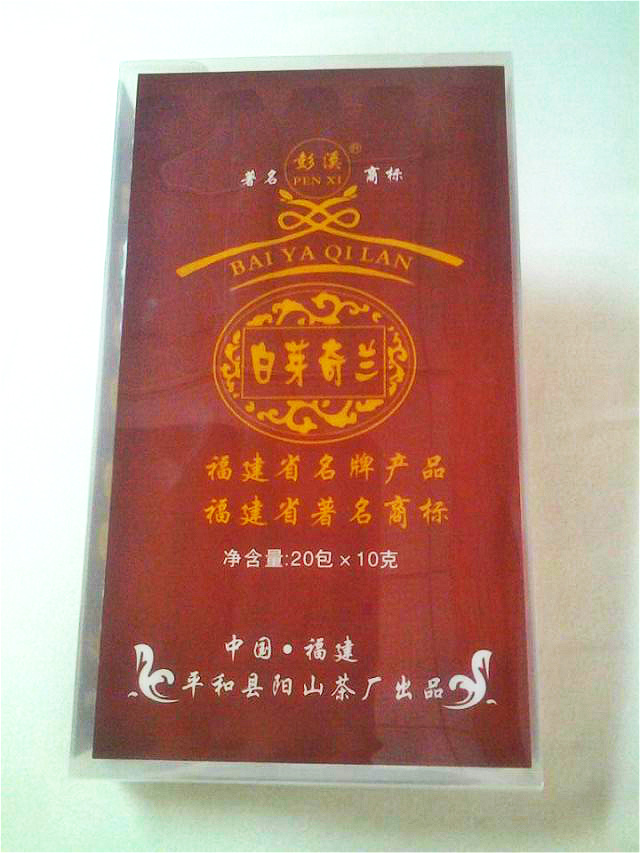 彭溪®
著名 PEN XI 商标
BAI YA QI LAN
白芽奇兰
福建省名牌产品
福建省著名商标
净含量:20包×10克
中国•福建
平和县阳山茶厂出品